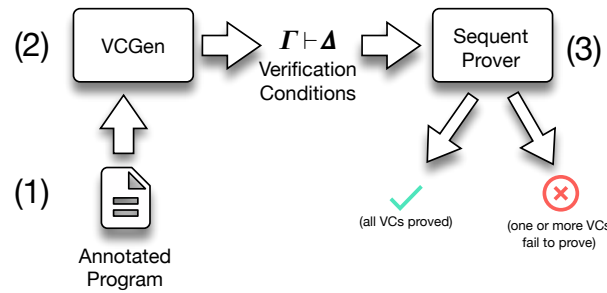 (2)
VCGen
Γ ⊢ Δ
Verification
Conditions
Sequent
Prover
(3)
(1)
Annotated
Program
(all VCs proved)
(one or more VCs
fail to prove)